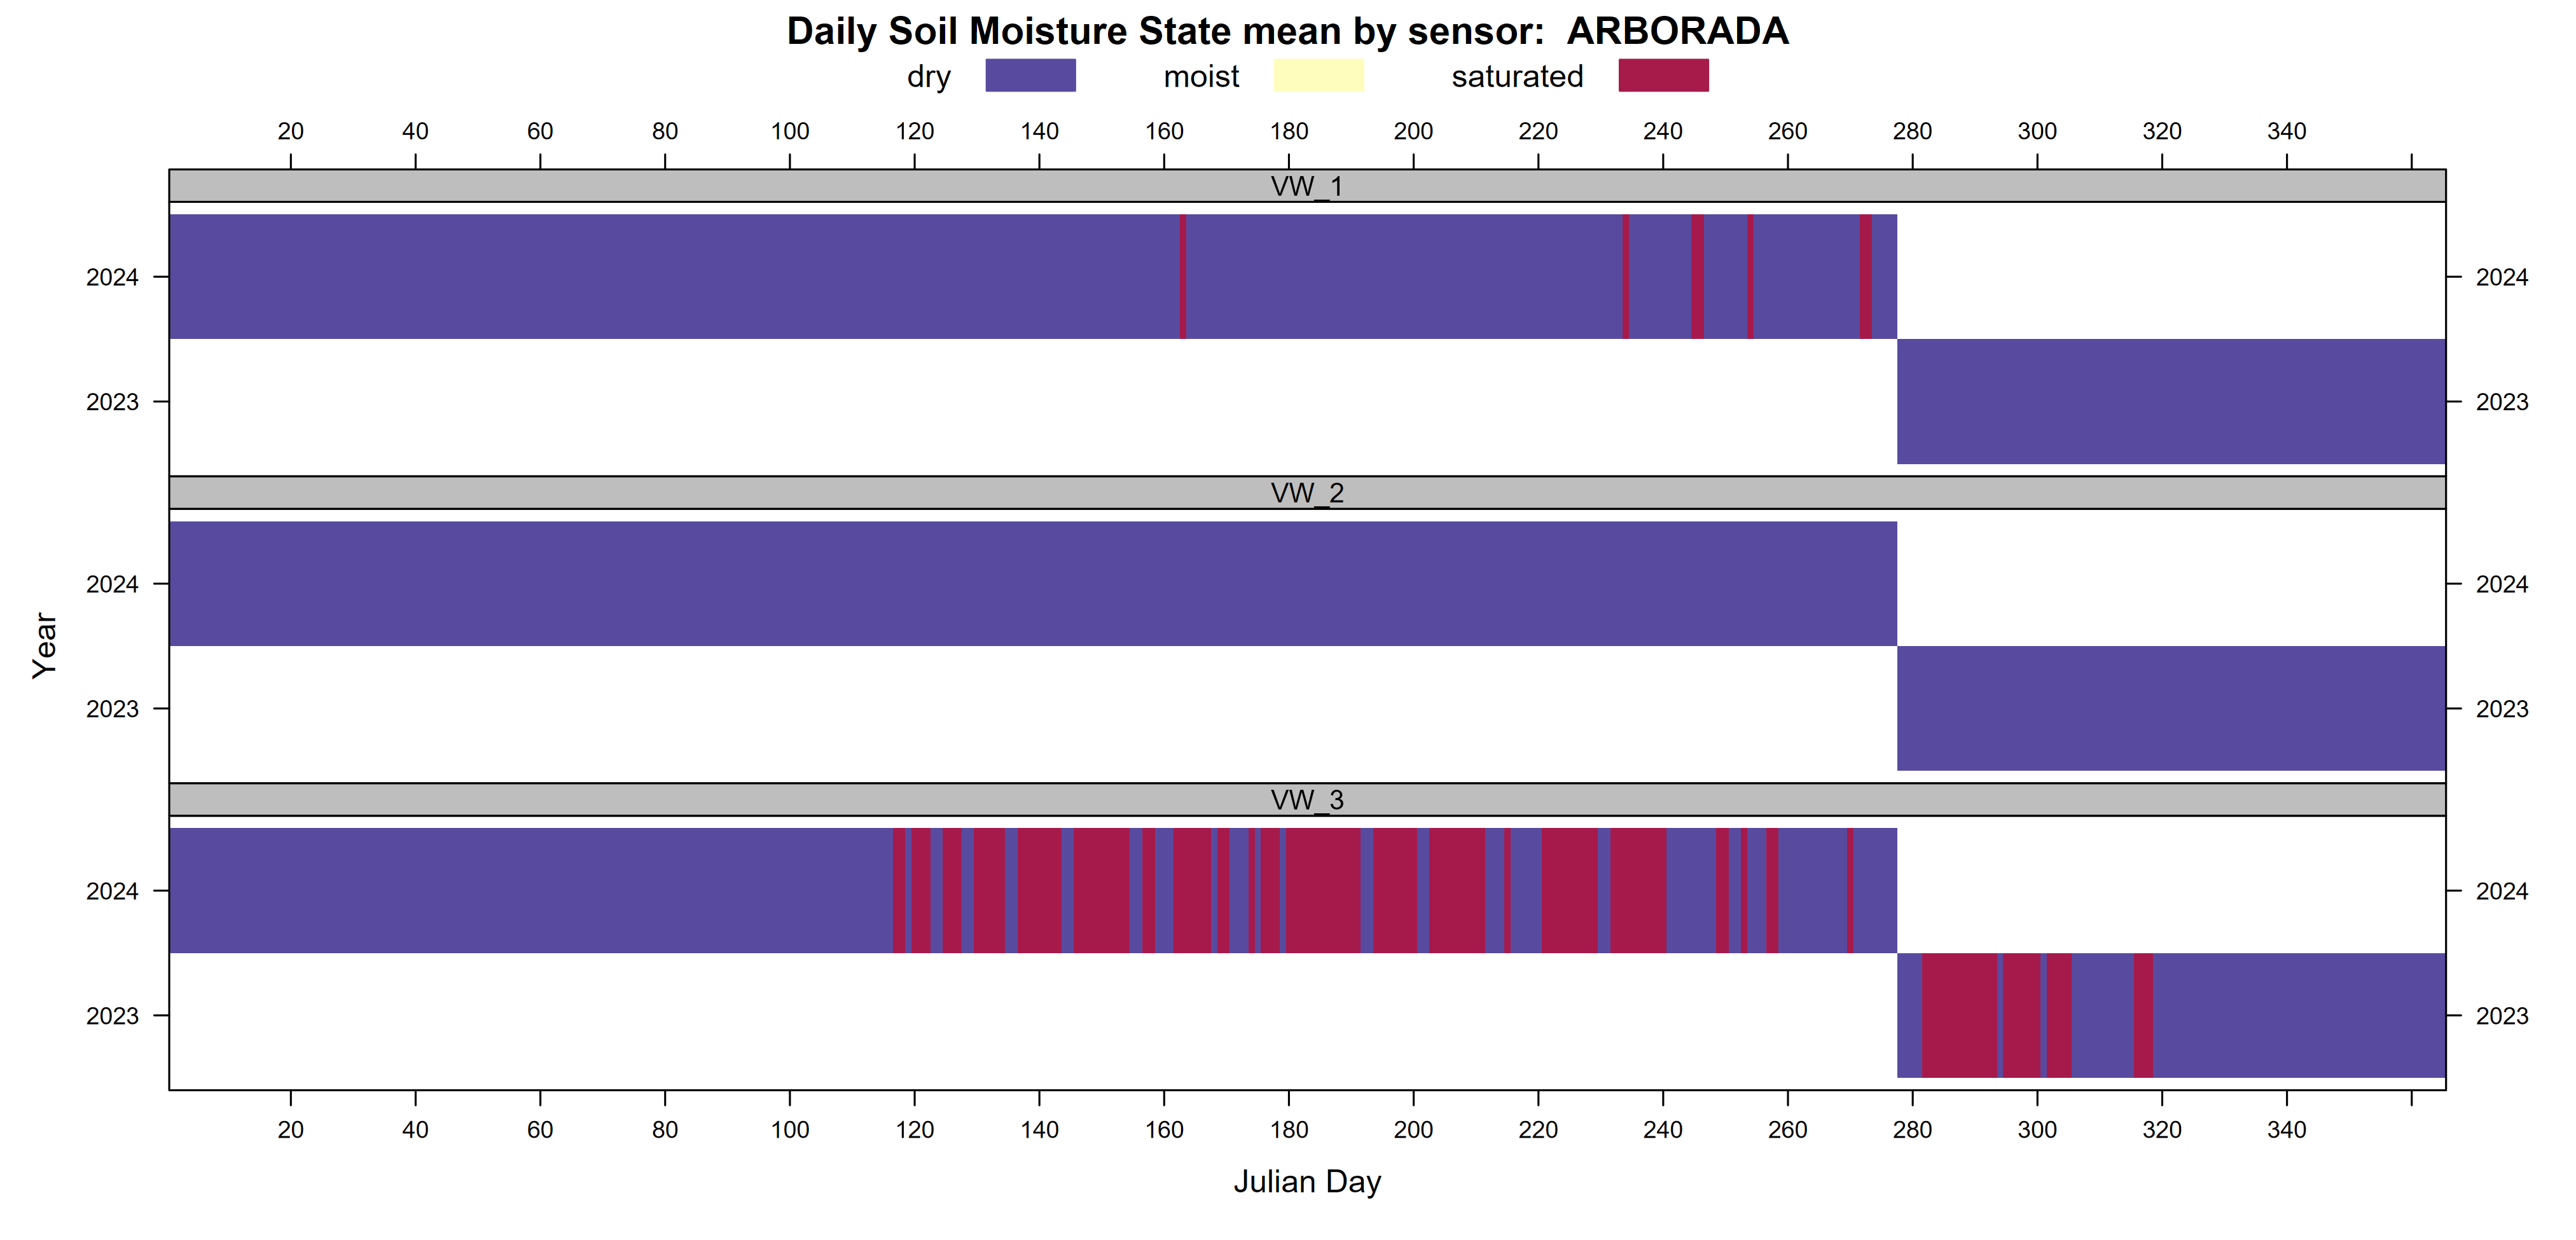 Daily Soil Moisture State mean by sensor:  ARBORADA
dry moist saturated
20 40 60 80 100 120 140 160 180 200 220 240 260 280 300 320 340
VW_1
2024 2024
2023 2023
VW_2
2024 2024
Year
2023 2023
VW_3
2024 2024
2023 2023
20 40 60 80 100 120 140 160 180 200 220 240 260 280 300 320 340
Julian Day